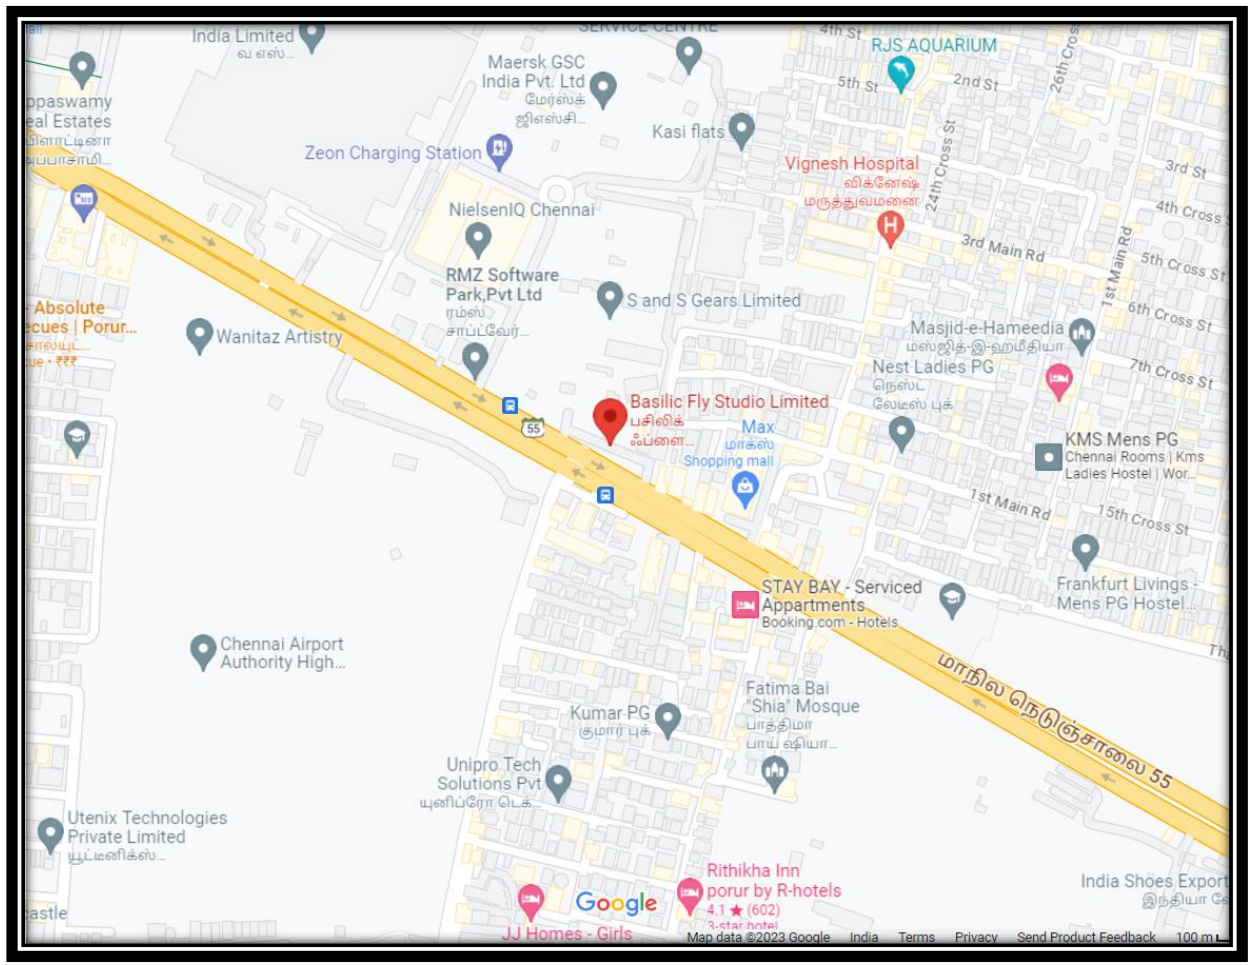 India Limited
வ எஸ்...
SERVICE CENTRE
4th St
RJS AQUARIUM
26th Cros
Maersk GSC
India Pvt. Ltd
மேர்ஸ்க்
ஜிஎஸ்சி...
5th St
2nd St
ppaswamy
eal Estates
பிளாட்டினா
அப்பாசாமி...
Kasi flats
Zeon Charging Station
Vignesh Hospital
விக்னேஷ்
மருத்துவமனை
24th Cross St
3rd St
4th Cross
NielsenIQ Chennai
3rd Main Rd
1st Main Rd
5th Cross St
RMZ Software
Park,Pvt Ltd
ரம்ஸ்
சாப்ட்வேர்...
S and S Gears Limited
6th Cross St
Absolute
ecues | Porur...
ue · ₹₹₹
Wanitaz Artistry
Masjid-e-Hameedia
மஸ்ஜித்-இ-ஹமீதியா
7th Cross St
Nest Ladies PG
நெஸ்ட்
லேடீஸ் புக்
Basilic Fly Studio Limited
பசிலிக்
ஃப்ளை...
55
Max
மாக்ஸ்
Shopping mall
KMS Mens PG
Chennai Rooms | Kms
Ladies Hostel | Wor...
1st Main Rd
15th Cross St
STAY BAY - Serviced
Appartments
Booking.com - Hotels
Frankfurt Livings -
Mens PG Hostel...
Chennai Airport
Authority High...
Tha
மாநில நெடுஞ்சாலை 55
Fatima Bai
"Shia" Mosque
பாத்திமா
பாய் ஷியா...
Kumar PG
குமார் புக்
Unipro Tech
Solutions Pvt
யுனிப்ரோ டெக்...
Utenix Technologies
Private Limited
யூட்டீனிக்ஸ்...
Rithikha Inn
porur by R-hotels
4.1 ★ (602)
3-star hotel
India Shoes Export
இந்தியா
castle
Google
JJ Homes - Girls
Map data ©2023 Google India Terms Privacy Send Product Feedback 100 m